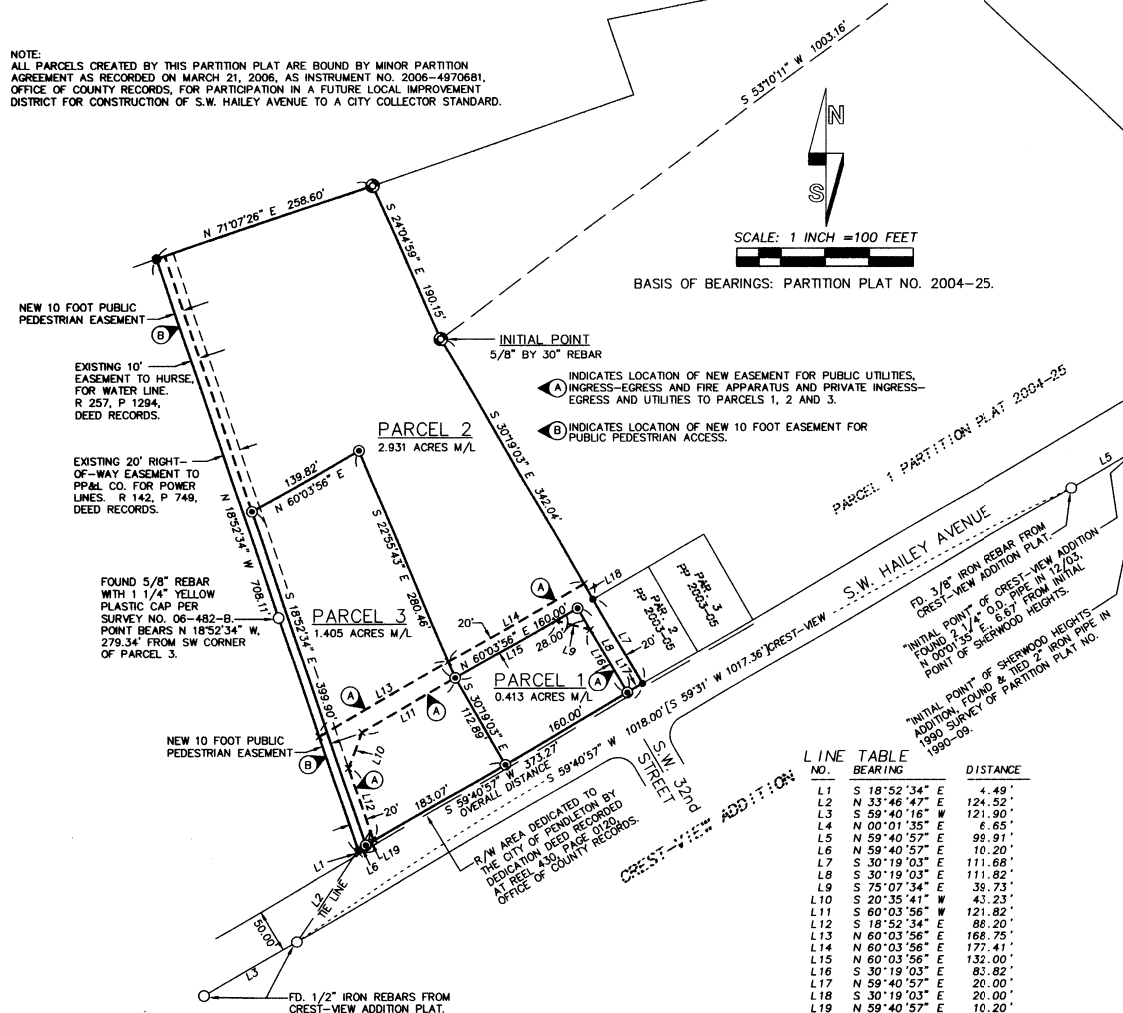 NOTE:
ALL PARCELS CREATED BY THIS PARTITION PLAT ARE BOUND BY MINOR PARTITION
AGREEMENT AS RECORDED ON MARCH 21, 2006, AS INSTRUMENT NO. 2006-4970681,
OFFICE OF COUNTY RECORDS, FOR PARTICIPATION IN A FUTURE LOCAL IMPROVEMENT
DISTRICT FOR CONSTRUCTION OF S.W. HAILEY AVENUE TO A CITY COLLECTOR STANDARD.
S 53°10'11" W 1003.16'
N
S
SCALE: 1 INCH =100 FEET
BASIS OF BEARINGS: PARTITION PLAT NO. 2004-25.
N 71°07'26" E 258.60'
S 24°04'59" E 190.15'
NEW 10 FOOT PUBLIC
PEDESTRIAN EASEMENT
B
INITIAL POINT
5/8" BY 30" REBAR
EXISTING 10'
EASEMENT TO HURSE,
FOR WATER LINE.
R 257, P 1294,
DEED RECORDS.
A
INDICATES LOCATION OF NEW EASEMENT FOR PUBLIC UTILITIES,
INGRESS-EGRESS AND FIRE APPARATUS AND PRIVATE INGRESS-
EGRESS AND UTILITIES TO PARCELS 1, 2 AND 3.
B
INDICATES LOCATION OF NEW 10 FOOT EASEMENT FOR
PUBLIC PEDESTRIAN ACCESS.
PARCEL 2
2.931 ACRES M/L
S 30°19'03" E 342.04'
PARCEL 1 PARTITION PLAT 2004-25
EXISTING 20' RIGHT-
OF-WAY EASEMENT TO
PP&L CO. FOR POWER
LINES. R 142, P 749,
DEED RECORDS.
139.82'
N 60°03'56" E
N 18°52'34" W 708.11'
S 22°55'43" E 280.46'
L5
S.W. HAILEY AVENUE
FD. 3/8" IRON REBAR FROM
CREST-VIEW ADDITION PLAT.
"INITIAL POINT" OF CREST-VIEW ADDITION
FOUND 2 1/4" O.D. PIPE IN 12/03,
N 00°01'35" E, 6.67' FROM INITIAL
POINT OF SHERWOOD HEIGHTS.
"INITIAL POINT" OF SHERWOOD HEIGHTS
ADDITION, FOUND & TIED 2" IRON PIPE IN
1990 SURVEY OF PARTITION PLAT NO.
1990-09.
FOUND 5/8" REBAR
WITH 1 1/4" YELLOW
PLASTIC CAP PER
SURVEY NO. 06-482-B.
POINT BEARS N 18°52'34" W,
279.34' FROM SW CORNER
OF PARCEL 3.
PARCEL 3
1.405 ACRES M/L
S 18°52'34" E 399.90'
PAR. 3
PP 2003-05
PAR. 2
PP 2003-05
A
L18
L14
20'
N 60°03'56" E 160.00'
L15
28.00'
L9
L8
L7
20'
L16
L17
A
PARCEL 1
0.413 ACRES M/L
L13
A
L11
A
S 30°19'03" E
112.89'
160.00'
NEW 10 FOOT PUBLIC
PEDESTRIAN EASEMENT
B
L10
A
L12
20'
183.07'
S 59°40'57" W 373.27'
OVERALL DISTANCE
S 59°40'57" W 1018.00' [S 59°31' W 1017.36'] CREST-VIEW
S.W. 32nd
STREET
CREST-VIEW ADDITION
L1
L6
L19
L2
TIE LINE
50.00'
L3
R/W AREA DEDICATED TO
THE CITY OF PENDLETON BY
DEDICATION DEED RECORDED
AT REEL 430, PAGE 0120,
OFFICE OF COUNTY RECORDS.
FD. 1/2" IRON REBARS FROM
CREST-VIEW ADDITION PLAT.
LINE TABLE
NO. BEARING DISTANCE
L1 S 18°52'34" E 4.49'
L2 N 33°46'47" E 124.52'
L3 S 59°40'16" W 121.90'
L4 N 00°01'35" E 6.65'
L5 N 59°40'57" E 99.91'
L6 N 59°40'57" E 10.20'
L7 S 30°19'03" E 111.68'
L8 S 30°19'03" E 111.82'
L9 S 75°07'34" E 39.73'
L10 S 20°35'41" W 43.23'
L11 S 60°03'56" W 121.82'
L12 S 18°52'34" E 88.20'
L13 N 60°03'56" E 168.75'
L14 N 60°03'56" E 177.41'
L15 N 60°03'56" E 132.00'
L16 S 30°19'03" E 83.82'
L17 N 59°40'57" E 20.00'
L18 S 30°19'03" E 20.00'
L19 N 59°40'57" E 10.20'